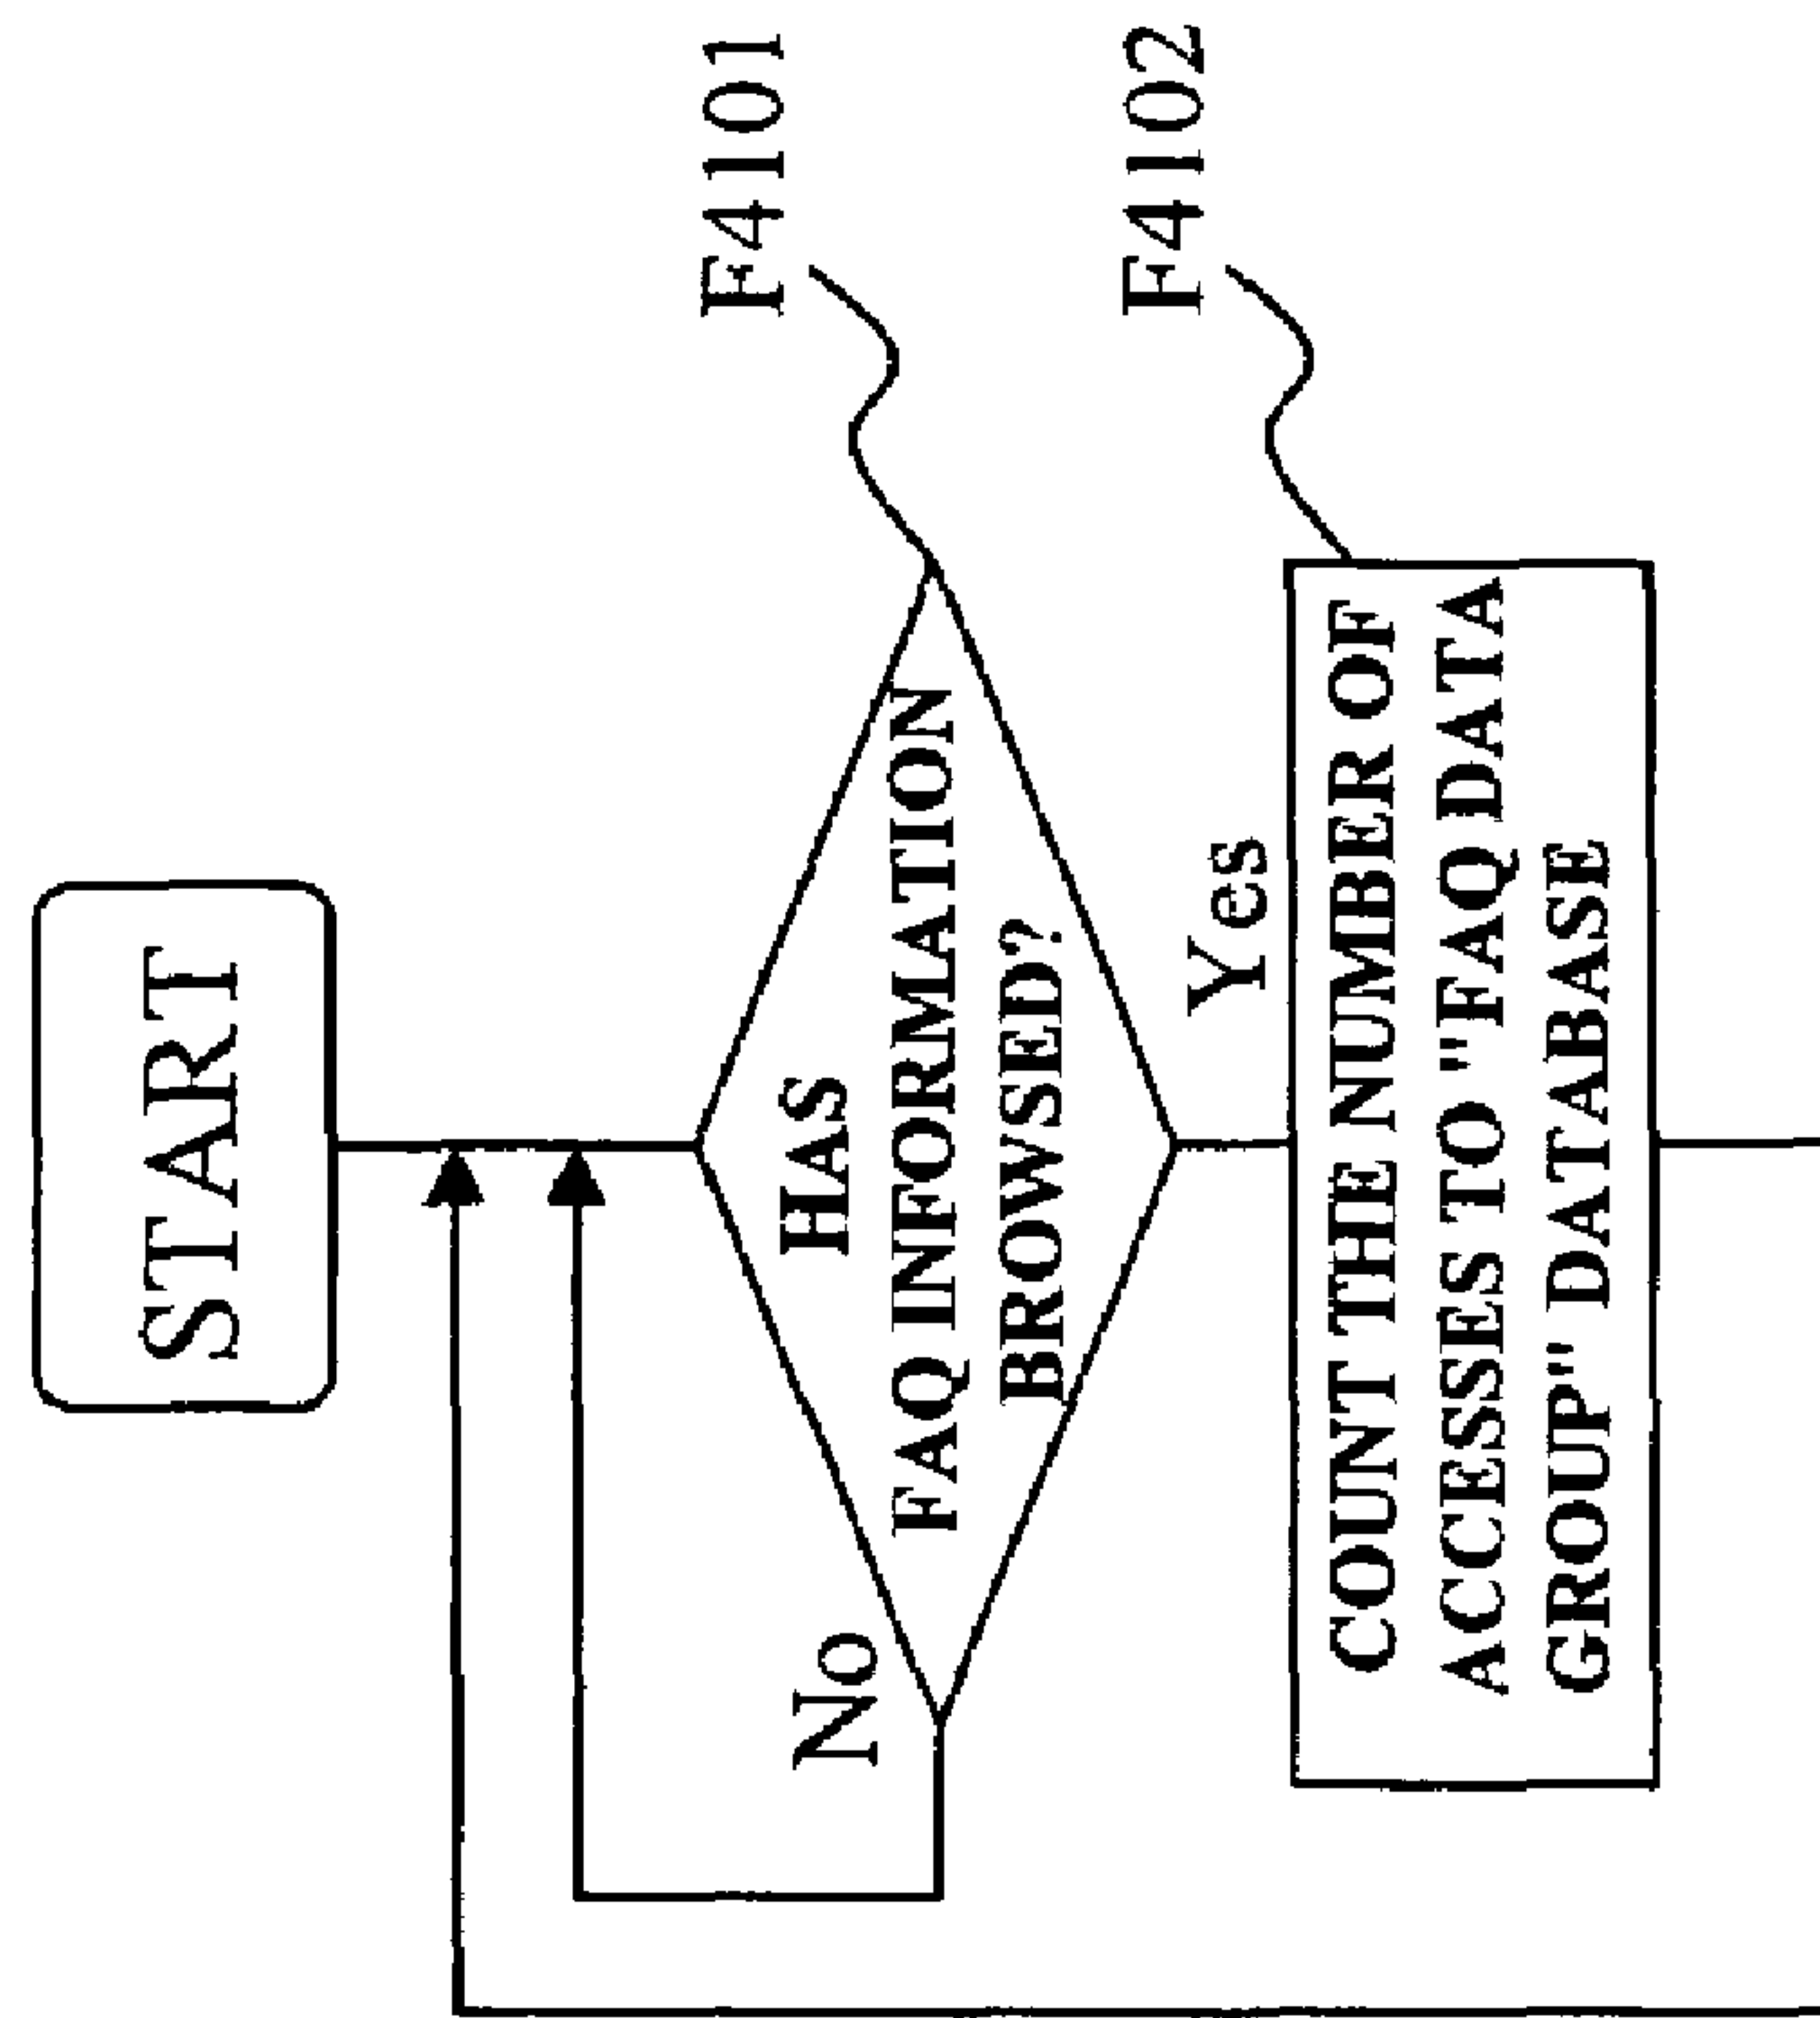 START
F4101
HAS
FAQ INFORMATION
BROWSED?
No
Yes
F4102
COUNT THE NUMBER OF
ACCESSES TO "FAQ DATA
GROUP" DATABASE